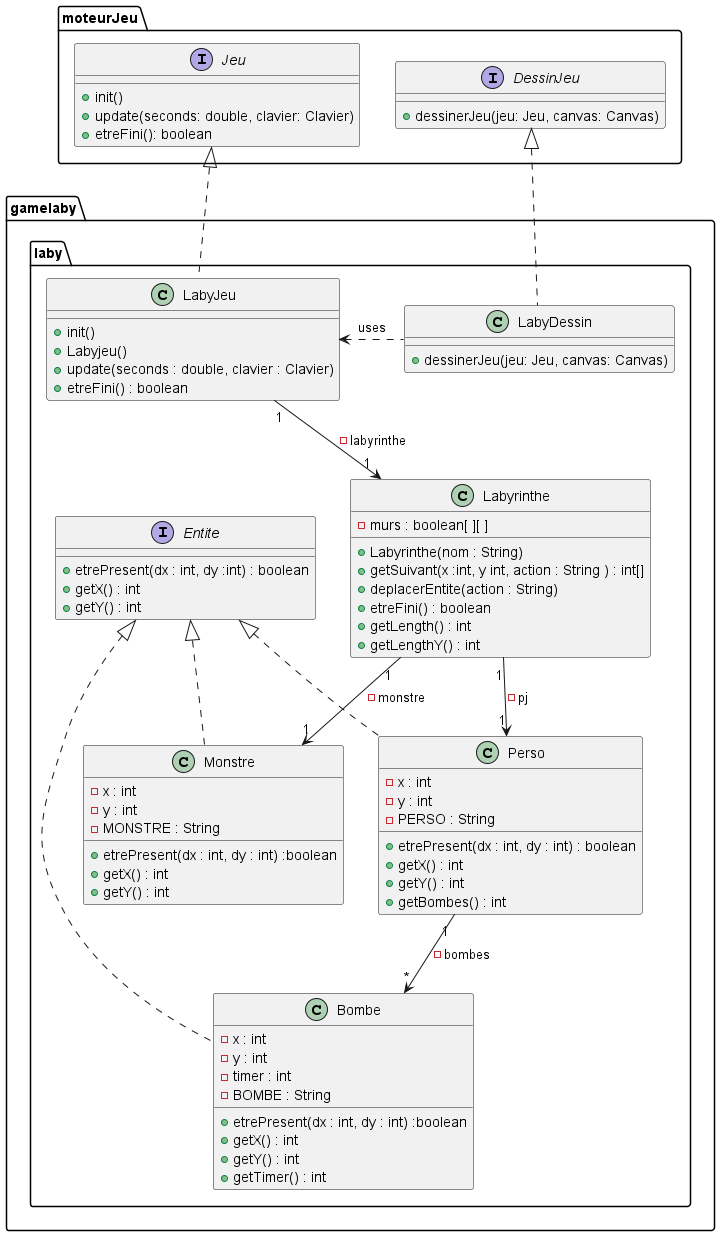 moteurJeu
I Jeu
init()
update(seconds: double, clavier: Clavier)
etreFini(): boolean
I DessinJeu
dessinerJeu(jeu: Jeu, canvas: Canvas)
gamelaby
laby
C LabyJeu
init()
Labyjeu()
update(seconds : double, clavier : Clavier)
etreFini() : boolean
uses
C LabyDessin
dessinerJeu(jeu: Jeu, canvas: Canvas)
1
labyrinthe
1
C Labyrinthe
murs : boolean[ ][ ]
Labyrinthe(nom : String)
getSuivant(x :int, y int, action : String ) : int[]
deplacerEntite(action : String)
etreFini() : boolean
getLength() : int
getLengthY() : int
I Entite
etrePresent(dx : int, dy :int) : boolean
getX() : int
getY() : int
1
monstre
1
1
pj
1
C Monstre
x : int
y : int
MONSTRE : String
etrePresent(dx : int, dy : int) :boolean
getX() : int
getY() : int
C Perso
x : int
y : int
PERSO : String
etrePresent(dx : int, dy : int) : boolean
getX() : int
getY() : int
getBombes() : int
1
bombes
*
C Bombe
x : int
y : int
timer : int
BOMBE : String
etrePresent(dx : int, dy : int) :boolean
getX() : int
getY() : int
getTimer() : int